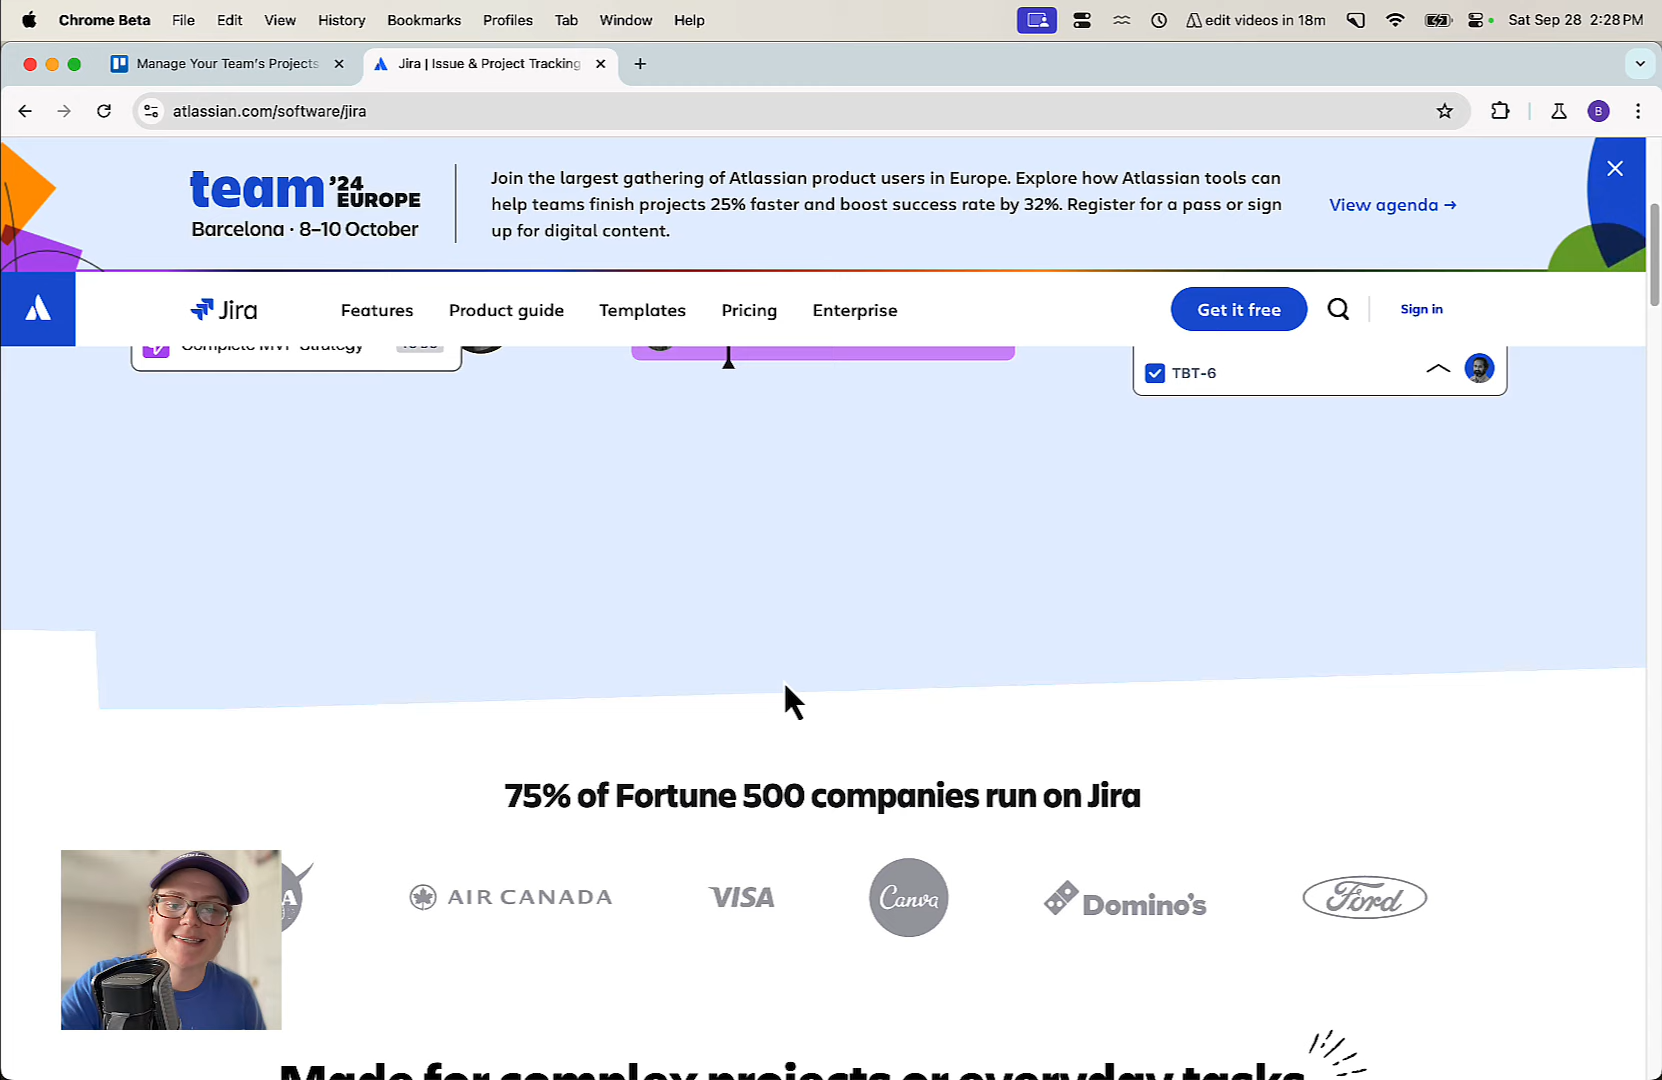 Chrome Beta File Edit View History Bookmarks Profiles Tab Window Help edit videos in 18m Sat Sep 28 2:28 PM
Manage Your Team's Projects Jira | Issue & Project Tracking
atlassian.com/software/jira B
team '24 EUROPE
Barcelona · 8–10 October
Join the largest gathering of Atlassian product users in Europe. Explore how Atlassian tools can
help teams finish projects 25% faster and boost success rate by 32%. Register for a pass or sign
up for digital content.
View agenda →
Jira Features Product guide Templates Pricing Enterprise Get it free Sign in
Complete MVP Strategy
TBT-6
75% of Fortune 500 companies run on Jira
AIR CANADA VISA Canva Domino's Ford
Made for complex projects or everyday tasks